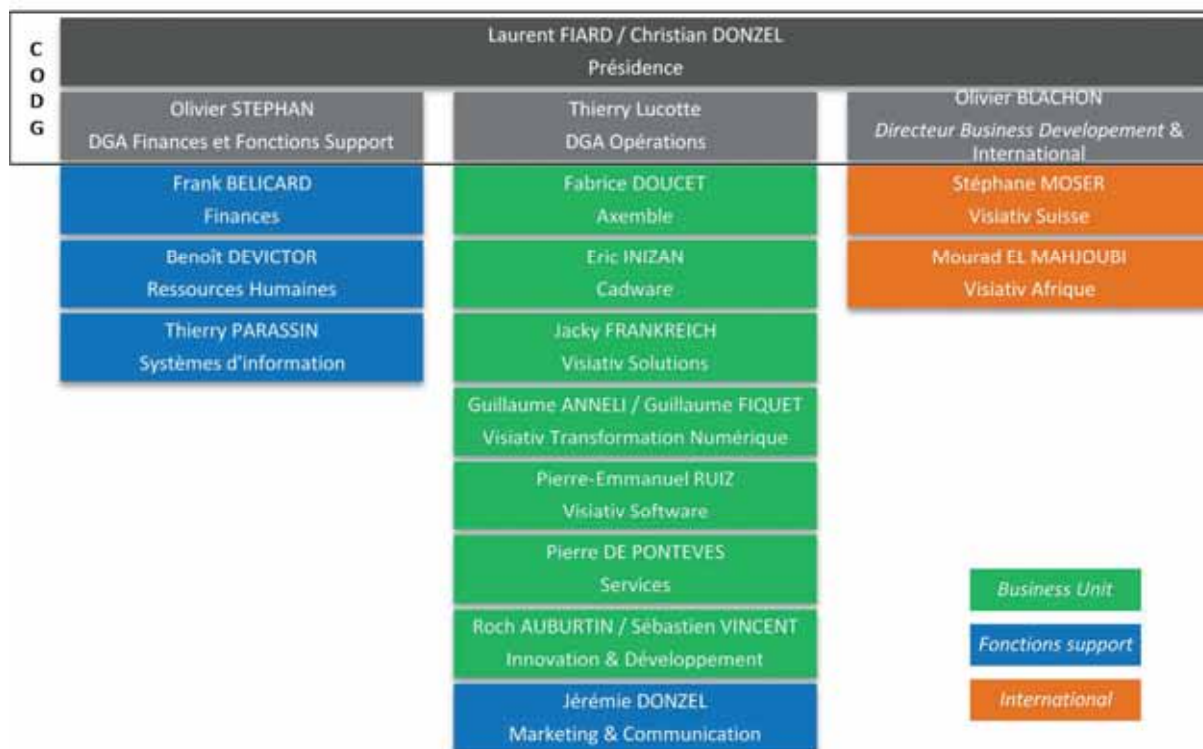 C
O
D
G
Laurent FIARD / Christian DONZEL
Présidence
Olivier STEPHAN
DGA Finances et Fonctions Support
Thierry Lucotte
DGA Opérations
Olivier BLACHON
Directeur Business Developement &
International
Frank BELICARD
Finances
Benoît DEVICTOR
Ressources Humaines
Thierry PARASSIN
Systèmes d'information
Fabrice DOUCET
Axemble
Eric INIZAN
Cadware
Jacky FRANKREICH
Visiativ Solutions
Guillaume ANNELI / Guillaume FIQUET
Visiativ Transformation Numérique
Pierre-Emmanuel RUIZ
Visiativ Software
Pierre DE PONTEVES
Services
Roch AUBURTIN / Sébastien VINCENT
Innovation & Développement
Jérémie DONZEL
Marketing & Communication
Stéphane MOSER
Visiativ Suisse
Mourad EL MAHJOUBI
Visiativ Afrique
Business Unit
Fonctions support
International